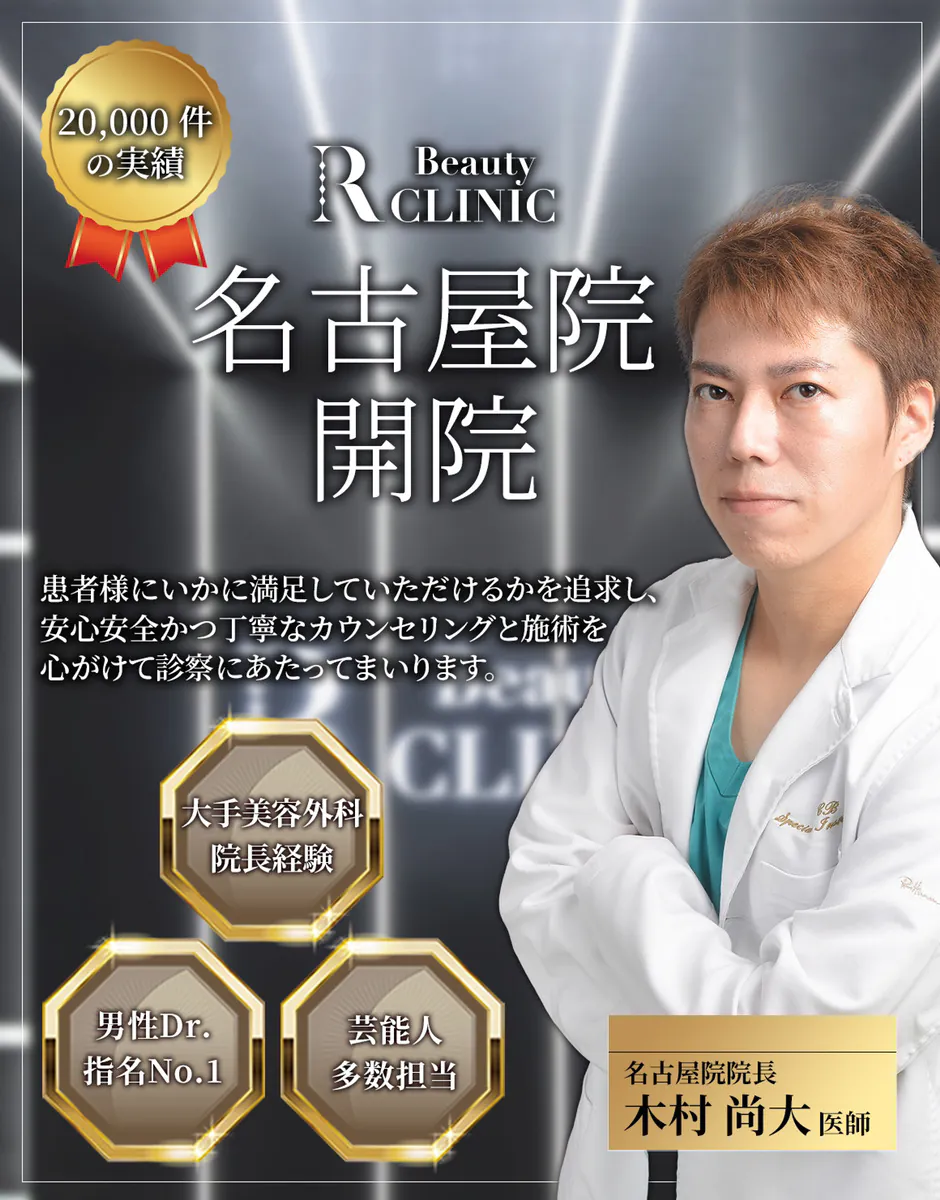 20,000 件
の実績
R Beauty
CLINIC
名古屋院
開院
患者様にいかに満足していただけるかを追求し、
安心安全かつ丁寧なカウンセリングと施術を
心がけて診察にあたってまいります。
大手美容外科
院長経験
男性Dr.
指名No.1
芸能人
多数担当
名古屋院院長
木村 尚大 医師